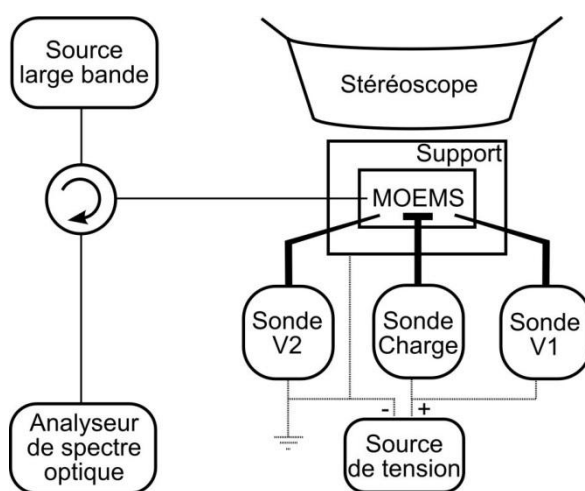 Source
large bande
Stéréoscope
Support
MOEMS
Sonde
V2
Sonde
Charge
Sonde
V1
- +
Analyseur
de spectre
optique
Source
de tension